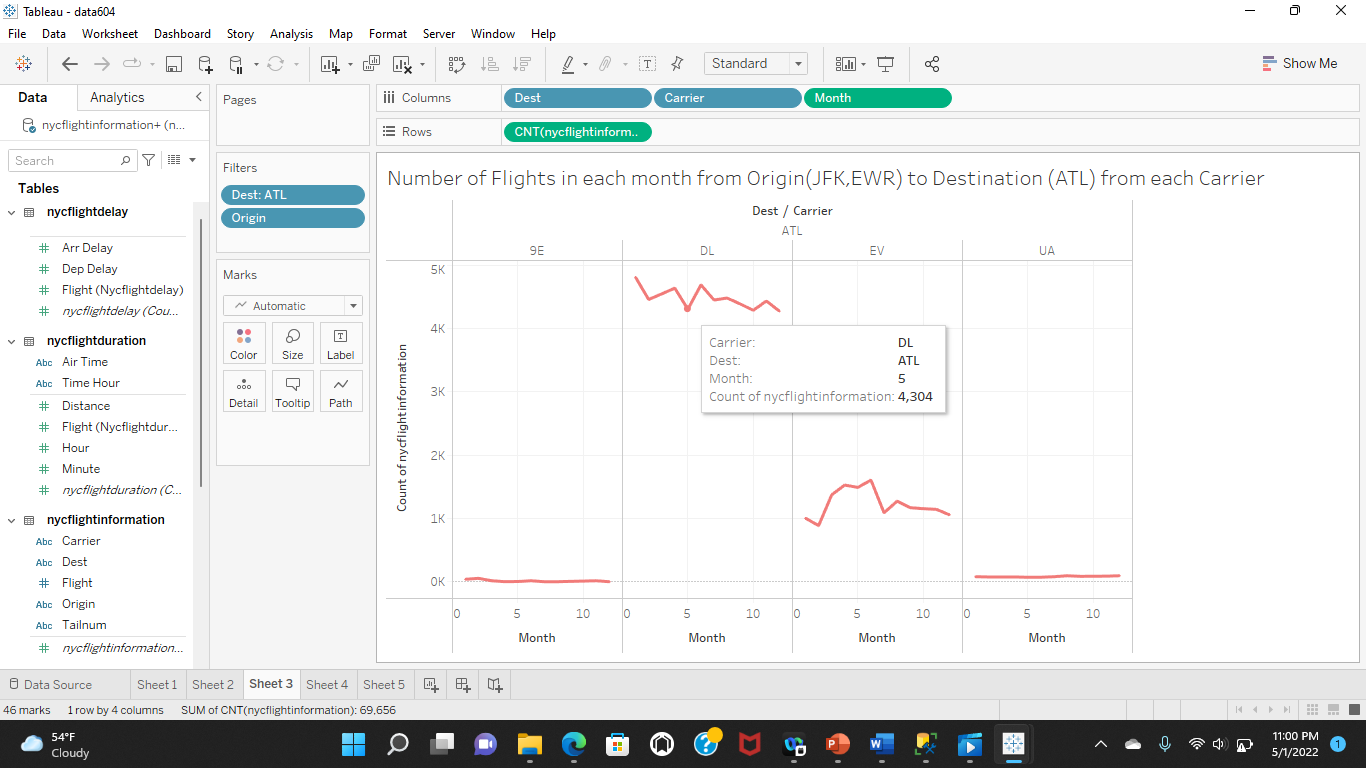 Tableau - data604
File Data Worksheet Dashboard Story Analysis Map Format Server Window Help
Standard
Show Me
Data Analytics
nycflightinformation+ (n...
Search
Tables
nycflightdelay
Arr Delay
Dep Delay
Flight (Nycflightdelay)
nycflightdelay (Cou...
nycflightduration
Abc Air Time
Abc Time Hour
Distance
Flight (Nycflightdur...
Hour
Minute
nycflightduration (C...
nycflightinformation
Abc Carrier
Abc Dest
Flight
Abc Origin
Abc Tailnum
nycflightinformation...
Pages
Filters
Dest: ATL
Origin
Marks
Automatic
Color Size Label
Detail Tooltip Path
Columns Dest Carrier Month
Rows CNT(nycflightinform..
Number of Flights in each month from Origin(JFK,EWR) to Destination (ATL) from each Carrier
Dest / Carrier
ATL
9E DL EV UA
Count of nycflightinformation
5K
4K
3K
2K
1K
0K
Carrier: DL
Dest: ATL
Month: 5
Count of nycflightinformation: 4,304
0 5 10 0 5 10 0 5 10 0 5 10
Month Month Month Month
Data Source Sheet 1 Sheet 2 Sheet 3 Sheet 4 Sheet 5
46 marks 1 row by 4 columns SUM of CNT(nycflightinformation): 69,656
54°F
Cloudy
11:00 PM
5/1/2022
1